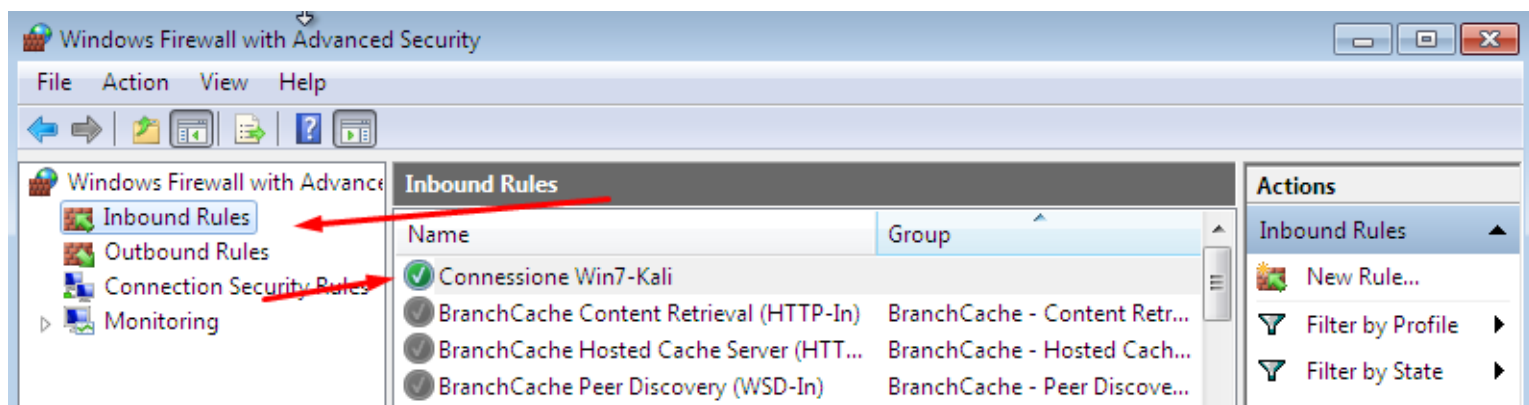 Windows Firewall with Advanced Security
File Action View Help
Windows Firewall with Advance
Inbound Rules
Outbound Rules
Connection Security Rules
Monitoring
Inbound Rules
Name Group
Connessione Win7-Kali
BranchCache Content Retrieval (HTTP-In) BranchCache - Content Retr...
BranchCache Hosted Cache Server (HTT... BranchCache - Hosted Cach...
BranchCache Peer Discovery (WSD-In) BranchCache - Peer Discove...
Actions
Inbound Rules
New Rule...
Filter by Profile
Filter by State